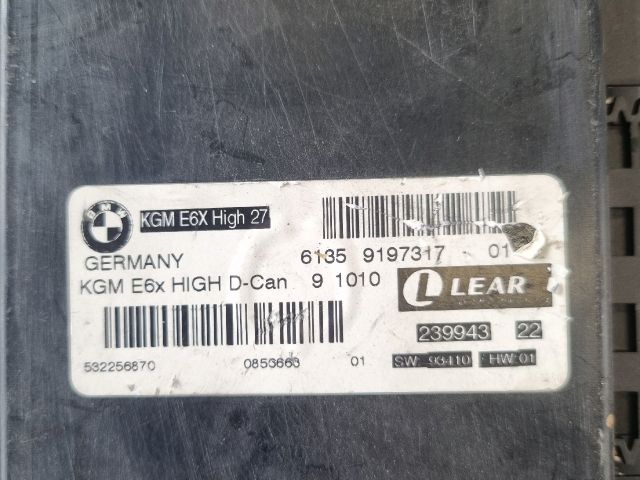 BMW
KGM E6X High 27
6135 9197317 01
GERMANY
KGM E6x HIGH D-Can 9 1010
LEAR
239943 22
532256870 0853663 01
SW: 93410 HW:01